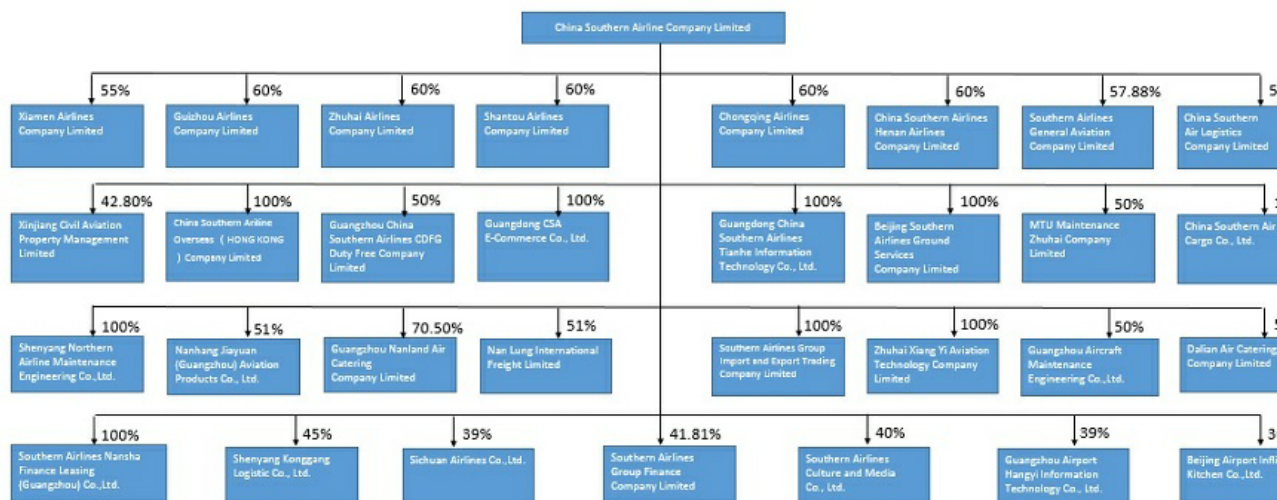 China Southern Airline Company Limited
55%
60%
60%
60%
60%
60%
57.88%
Xiamen Airlines
Company Limited
Guizhou Airlines
Company Limited
Zhuhai Airlines
Company Limited
Shantou Airlines
Company Limited
Chongqing Airlines
Company Limited
China Southern Airlines
Henan Airlines
Company Limited
Southern Airlines
General Aviation
Company Limited
China Southern
Air Logistics
Company Limited
42.80%
100%
50%
100%
100%
100%
50%
Xinjiang Civil Aviation
Property Management
Limited
China Southern Ariline
Overseas ( HONG KONG
) Company Limited
Guangzhou China
Southern Airlines CDFG
Duty Free Company
Limited
Guangdong CSA
E-Commerce Co., Ltd.
Guangdong China
Southern Airlines
Tianhe Information
Technology Co., Ltd.
Beijing Southern
Airlines Ground
Services
Company Limited
MTU Maintenance
Zhuhai Company
Limited
China Southern Air
Cargo Co., Ltd.
100%
51%
70.50%
51%
100%
100%
50%
Shenyang Northern
Airline Maintenance
Engineering Co.,Ltd.
Nanhang Jiayuan
(Guangzhou) Aviation
Products Co., Ltd.
Guangzhou Nanland Air
Catering
Company Limited
Nan Lung International
Freight Limited
Southern Airlines Group
Import and Export Trading
Company Limited
Zhuhai Xiang Yi Aviation
Technology Company
Limited
Guangzhou Aircraft
Maintenance
Engineering Co.,Ltd.
Dalian Air Catering
Company Limited
100%
45%
39%
41.81%
40%
39%
Southern Airlines Nansha
Finance Leasing
(Guangzhou) Co.,Ltd.
Shenyang Konggang
Logistic Co., Ltd.
Sichuan Airlines Co.,Ltd.
Southern Airlines
Group Finance
Company Limited
Southern Airlines
Culture and Media
Co., Ltd.
Guangzhou Airport
Hangyi Information
Technology Co., Ltd.
Beijing Airport
Kitchen Co.,Ltd.